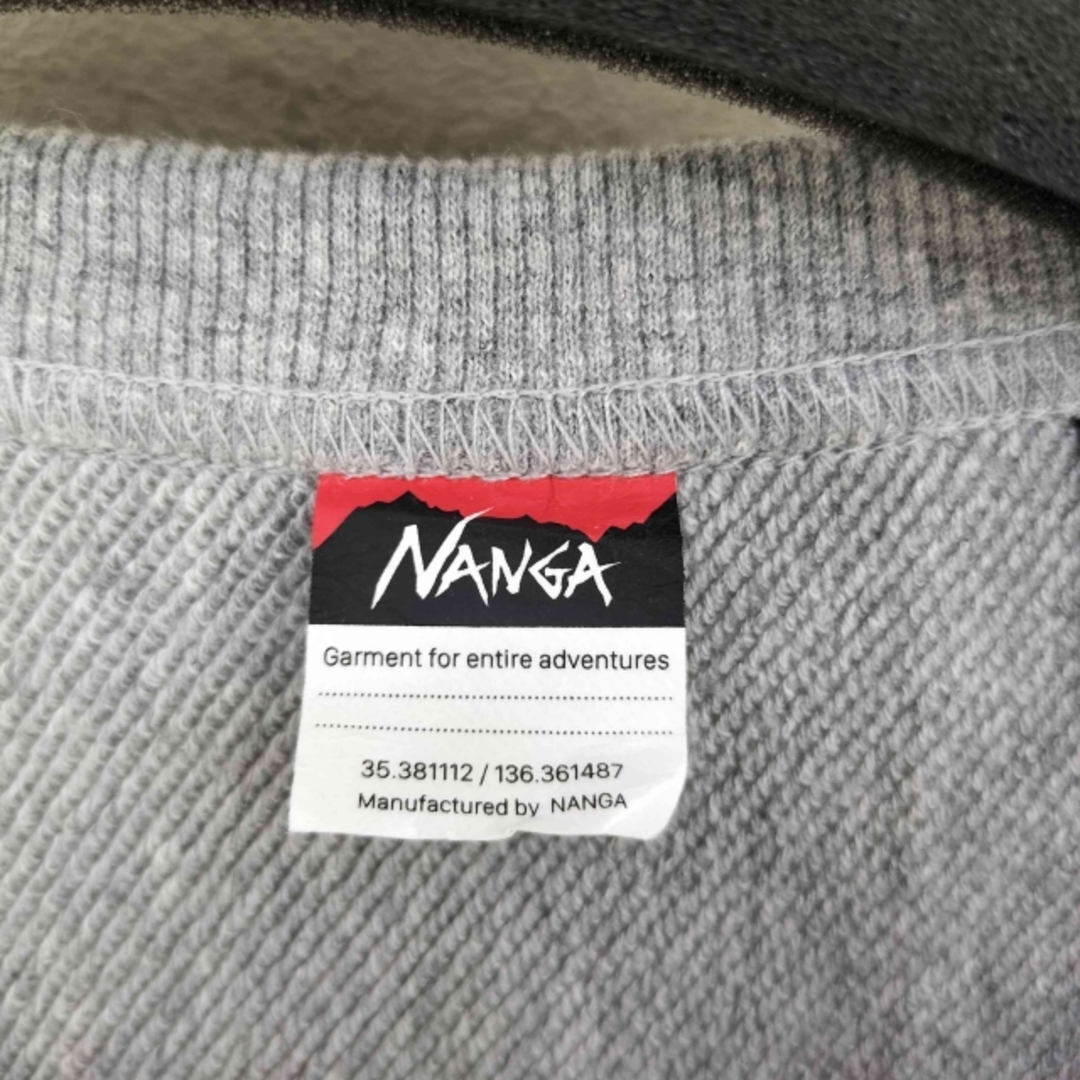 NANGA
Garment for entire adventures
35.381112 / 136.361487
Manufactured by NANGA